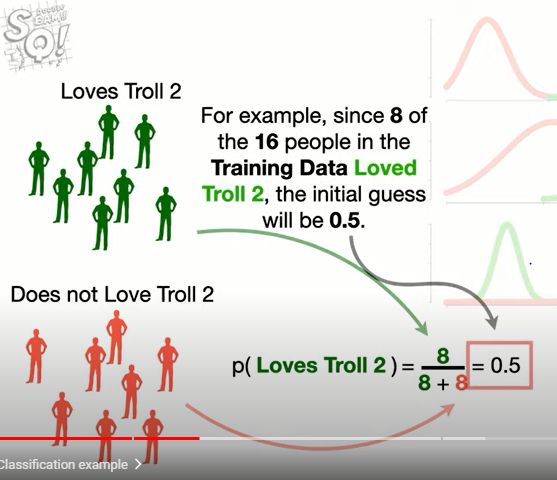 StatQuest!
Loves Troll 2
For example, since 8 of
the 16 people in the
Training Data Loved
Troll 2, the initial guess
will be 0.5.
Does not Love Troll 2
p( Loves Troll 2 ) = 8 / 8 + 8 = 0.5
Classification example >